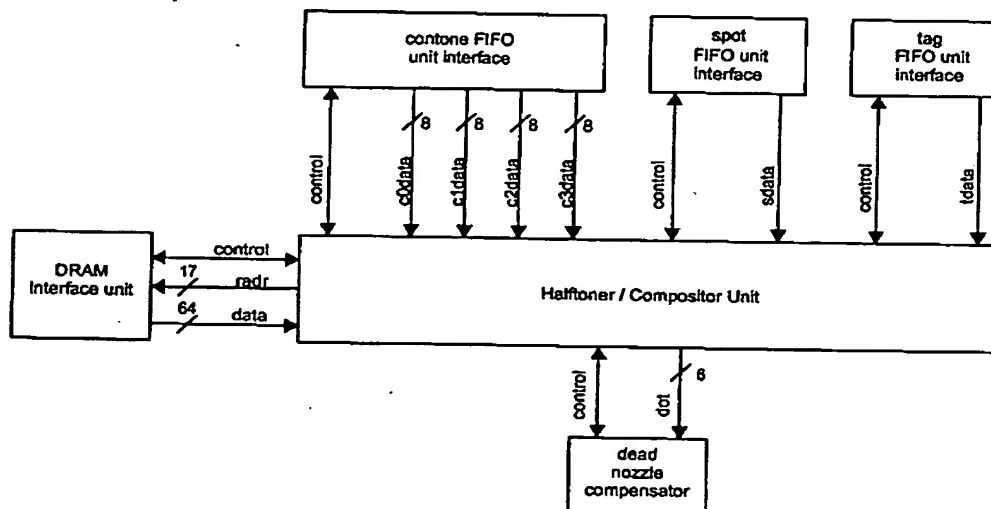 contone FIFO
unit interface
spot
FIFO unit
interface
tag
FIFO unit
interface
8
8
8
8
control
c0data
c1data
c2data
c3data
control
sdata
control
tdata
DRAM
Interface unit
control
17
radr
64
data
Halftoner / Compositor Unit
control
dot
6
dead
nozzle
compensator